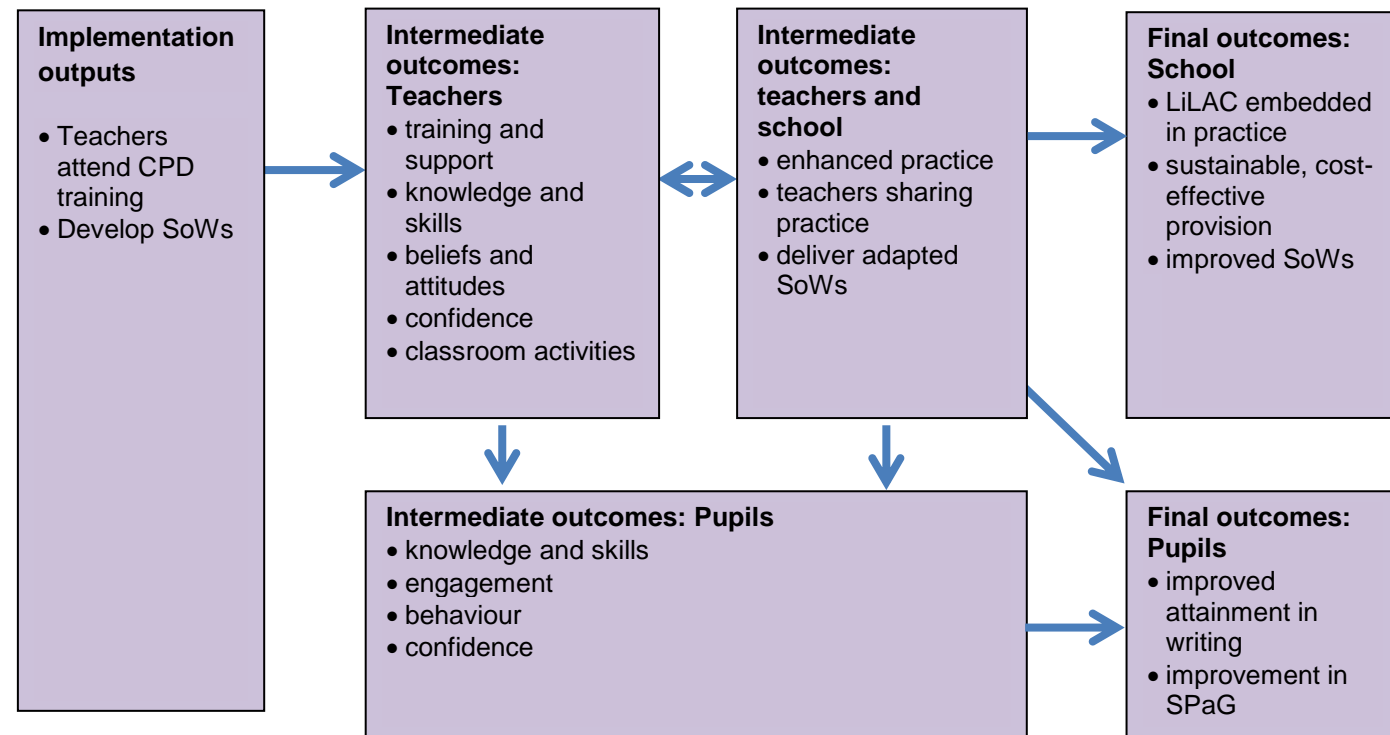 Implementation
outputs
• Teachers
attend CPD
training
• Develop SoWs
Intermediate
outcomes:
Teachers
• training and
support
• knowledge and
skills
• beliefs and
attitudes
• confidence
• classroom activities
Intermediate
outcomes:
teachers and
school
• enhanced practice
• teachers sharing
practice
• deliver adapted
SoWs
Final outcomes:
School
• LiLAC embedded
in practice
• sustainable, cost-
effective
provision
• improved SoWs
Intermediate outcomes: Pupils
• knowledge and skills
• engagement
• behaviour
• confidence
Final outcomes:
Pupils
• improved
attainment in
writing
• improvement in
SPaG